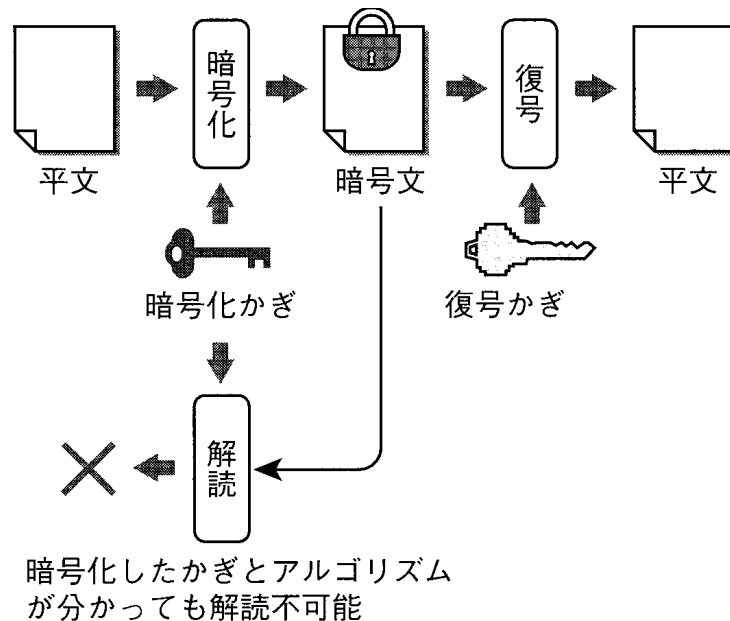 暗号化
復号
平文
暗号文
平文
暗号化かぎ
復号かぎ
解読
暗号化したかぎとアルゴリズム
が分かっても解読不可能